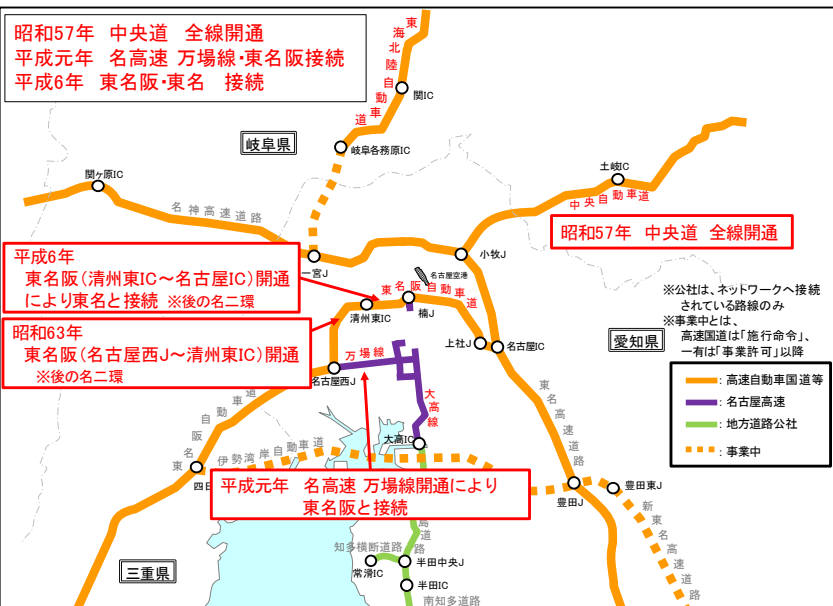 昭和57年 中央道 全線開通
平成元年 名高速 万場線・東名阪接続
平成6年 東名阪・東名 接続
東海北陸自動車道
関IC
岐阜県
岐阜各務原IC
土岐IC
関ヶ原IC
中央自動車道
名神高速道路
昭和57年 中央道 全線開通
平成6年
東名阪(清州東IC～名古屋IC)開通
により東名と接続 ※後の名二環
一宮J
小牧J
名古屋空港
東名阪自動車道
清州東IC
楠J
※公社は、ネットワークへ接続
されている路線のみ
※事業中とは、
高速国道は「施行命令」、
一有は「事業許可」以降
昭和63年
東名阪(名古屋西J～清州東IC)開通
※後の名二環
上社J
名古屋IC
愛知県
万場線
名古屋西J
：高速自動車国道等
：名古屋高速
：地方道路公社
：事業中
大高線
東名高速道路
東名阪自動車道
大高IC
伊勢湾岸自動車道
四日
平成元年 名高速 万場線開通により
東名阪と接続
豊田J
豊田東J
新東名高速道路
島道路
知多横断道路
半田中央J
常滑IC
半田IC
三重県
南知多道路